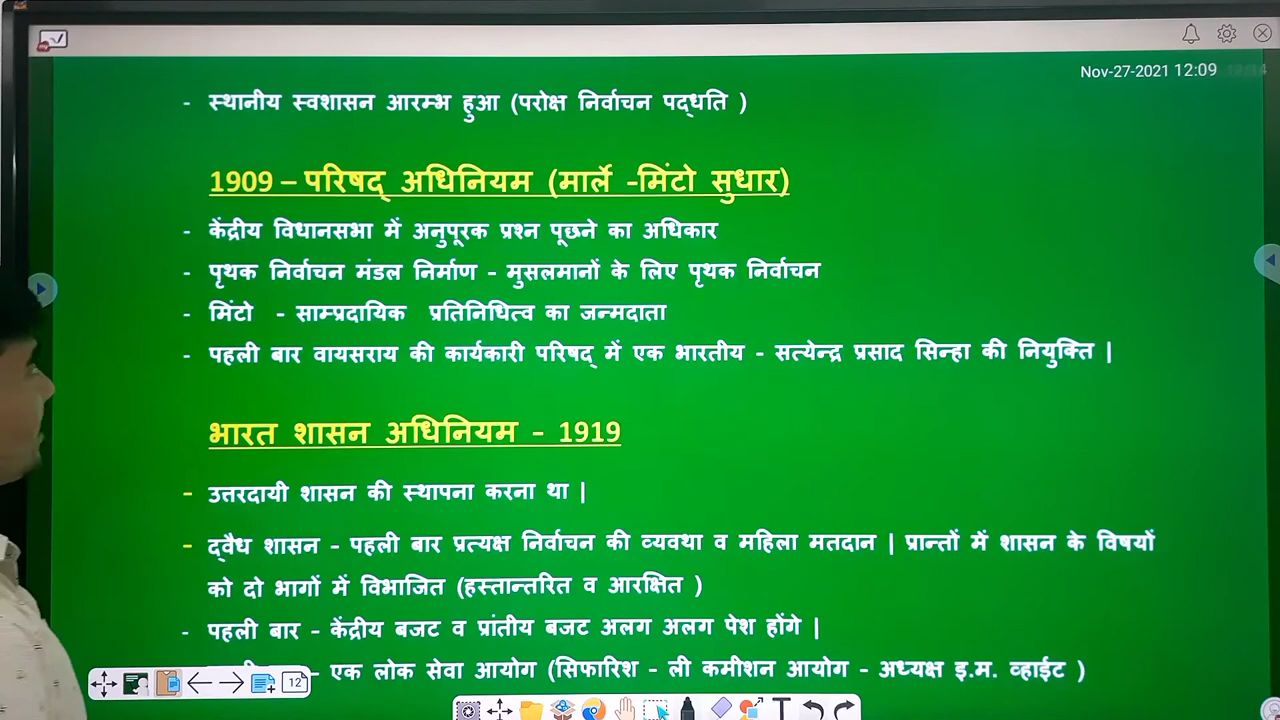 Nov-27-2021 12:09
- स्थानीय स्वशासन आरम्भ हुआ (परोक्ष निर्वाचन पद्धति )
1909 – परिषद् अधिनियम (मार्ले -मिंटो सुधार)
- केंद्रीय विधानसभा में अनुपूरक प्रश्न पूछने का अधिकार
- पृथक निर्वाचन मंडल निर्माण - मुसलमानों के लिए पृथक निर्वाचन
- मिंटो - साम्प्रदायिक प्रतिनिधित्व का जन्मदाता
- पहली बार वायसराय की कार्यकारी परिषद् में एक भारतीय - सत्येन्द्र प्रसाद सिन्हा की नियुक्ति |
भारत शासन अधिनियम - 1919
- उत्तरदायी शासन की स्थापना करना था |
- द्वैध शासन - पहली बार प्रत्यक्ष निर्वाचन की व्यवथा व महिला मतदान | प्रान्तों में शासन के विषयों
को दो भागों में विभाजित (हस्तान्तरित व आरक्षित )
- पहली बार - केंद्रीय बजट व प्रांतीय बजट अलग अलग पेश होंगे |
- एक लोक सेवा आयोग (सिफारिश - ली कमीशन आयोग - अध्यक्ष इ.म. व्हाईट )
12